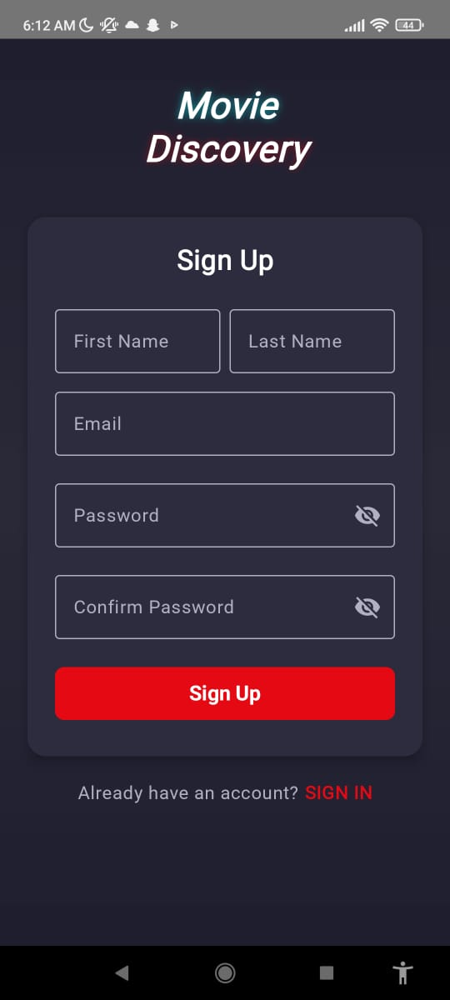 6:12 AM
44
Movie
Discovery
Sign Up
First Name Last Name
Email
Password
Confirm Password
Sign Up
Already have an account? SIGN IN